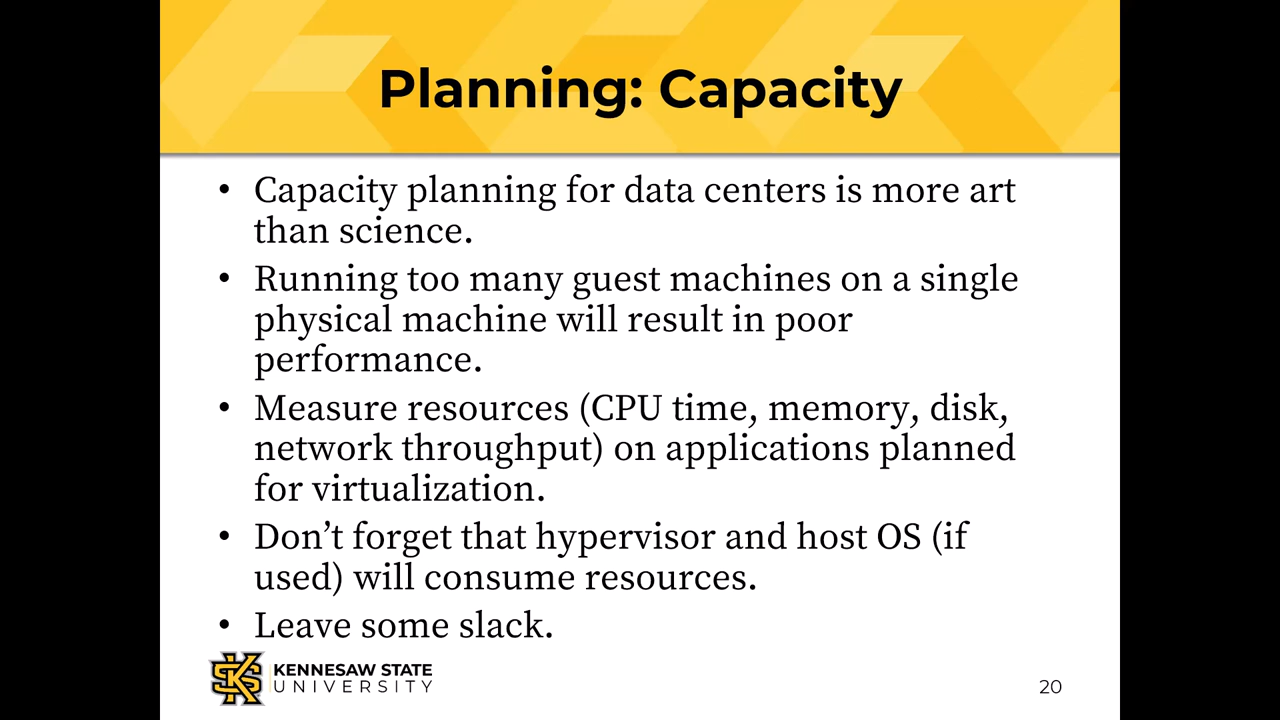 Planning: Capacity
• Capacity planning for data centers is more art
than science.
• Running too many guest machines on a single
physical machine will result in poor
performance.
• Measure resources (CPU time, memory, disk,
network throughput) on applications planned
for virtualization.
• Don’t forget that hypervisor and host OS (if
used) will consume resources.
• Leave some slack.
KS
KENNESAW STATE
UNIVERSITY
20